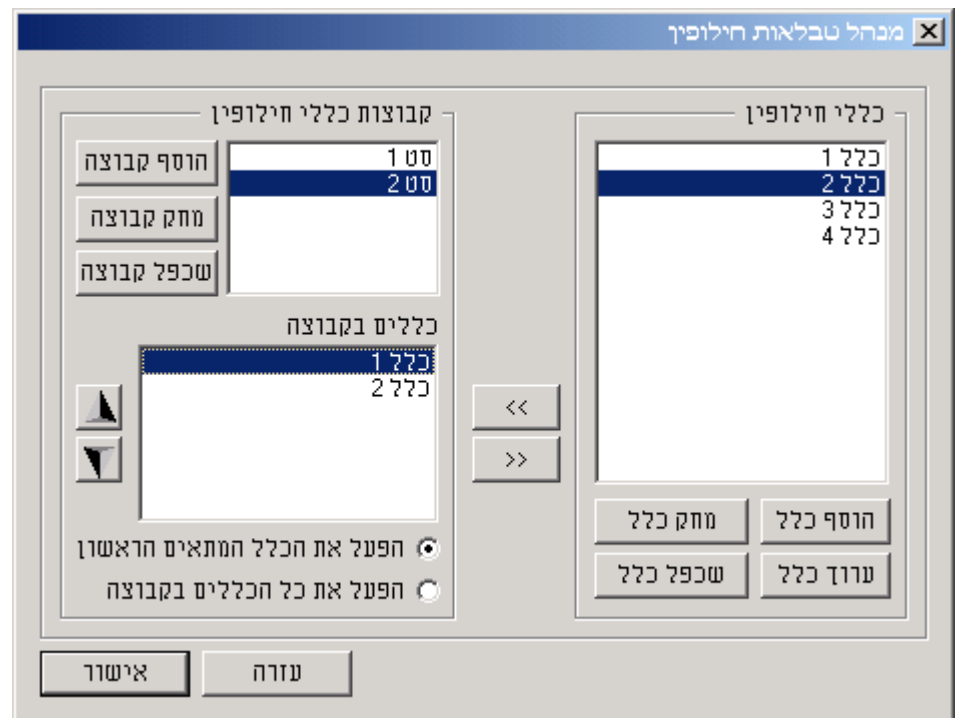 מנהל טבלאות חילופין
כללי חילופין
כלל 1
כלל 2
כלל 3
כלל 4
הוסף כלל
מחק כלל
ערוך כלל
שכפל כלל
<<
>>
קבוצות כללי חילופין
סט 1
סט 2
הוסף קבוצה
מחק קבוצה
שכפל קבוצה
כללים בקבוצה
כלל 1
כלל 2
הפעל את הכלל המתאים הראשון
הפעל את כל הכללים בקבוצה
עזרה
אישור